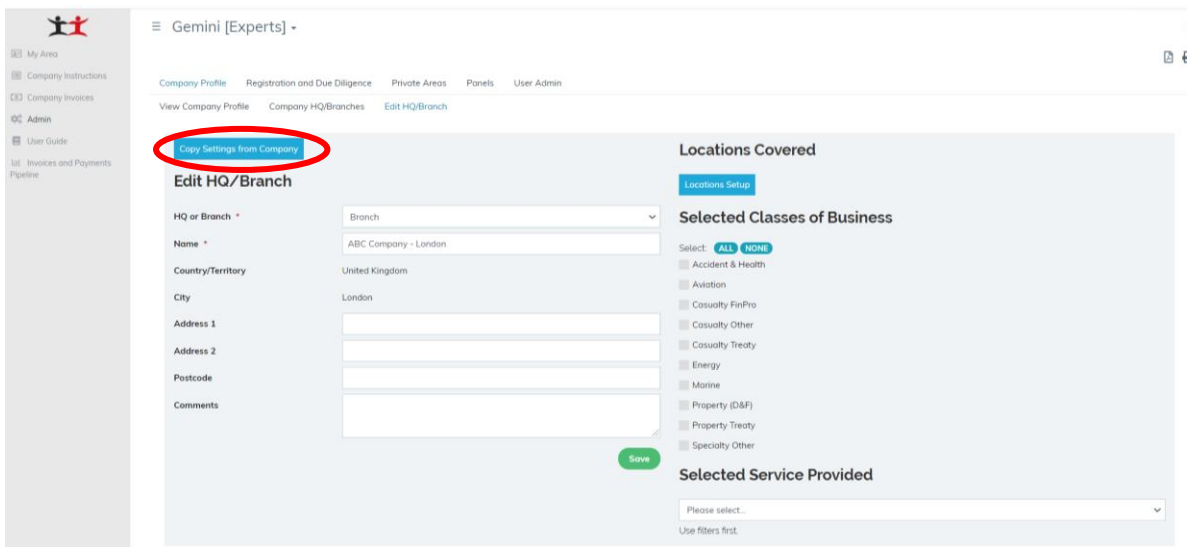 Gemini [Experts]
My Area
Company Instructions
Company Invoices
Admin
User Guide
Invoices and Payments
Pipeline
Company Profile Registration and Due Diligence Private Areas Panels User Admin
View Company Profile Company HQ/Branches Edit HQ/Branch
Copy Settings from Company
Edit HQ/Branch
HQ or Branch * Branch
Name * ABC Company - London
Country/Territory United Kingdom
City London
Address 1
Address 2
Postcode
Comments
Save
Locations Covered
Locations Setup
Selected Classes of Business
Select: ALL NONE
Accident & Health
Aviation
Casualty FinPro
Casualty Other
Casualty Treaty
Energy
Marine
Property (D&F)
Property Treaty
Specialty Other
Selected Service Provided
Please select...
Use filters first.